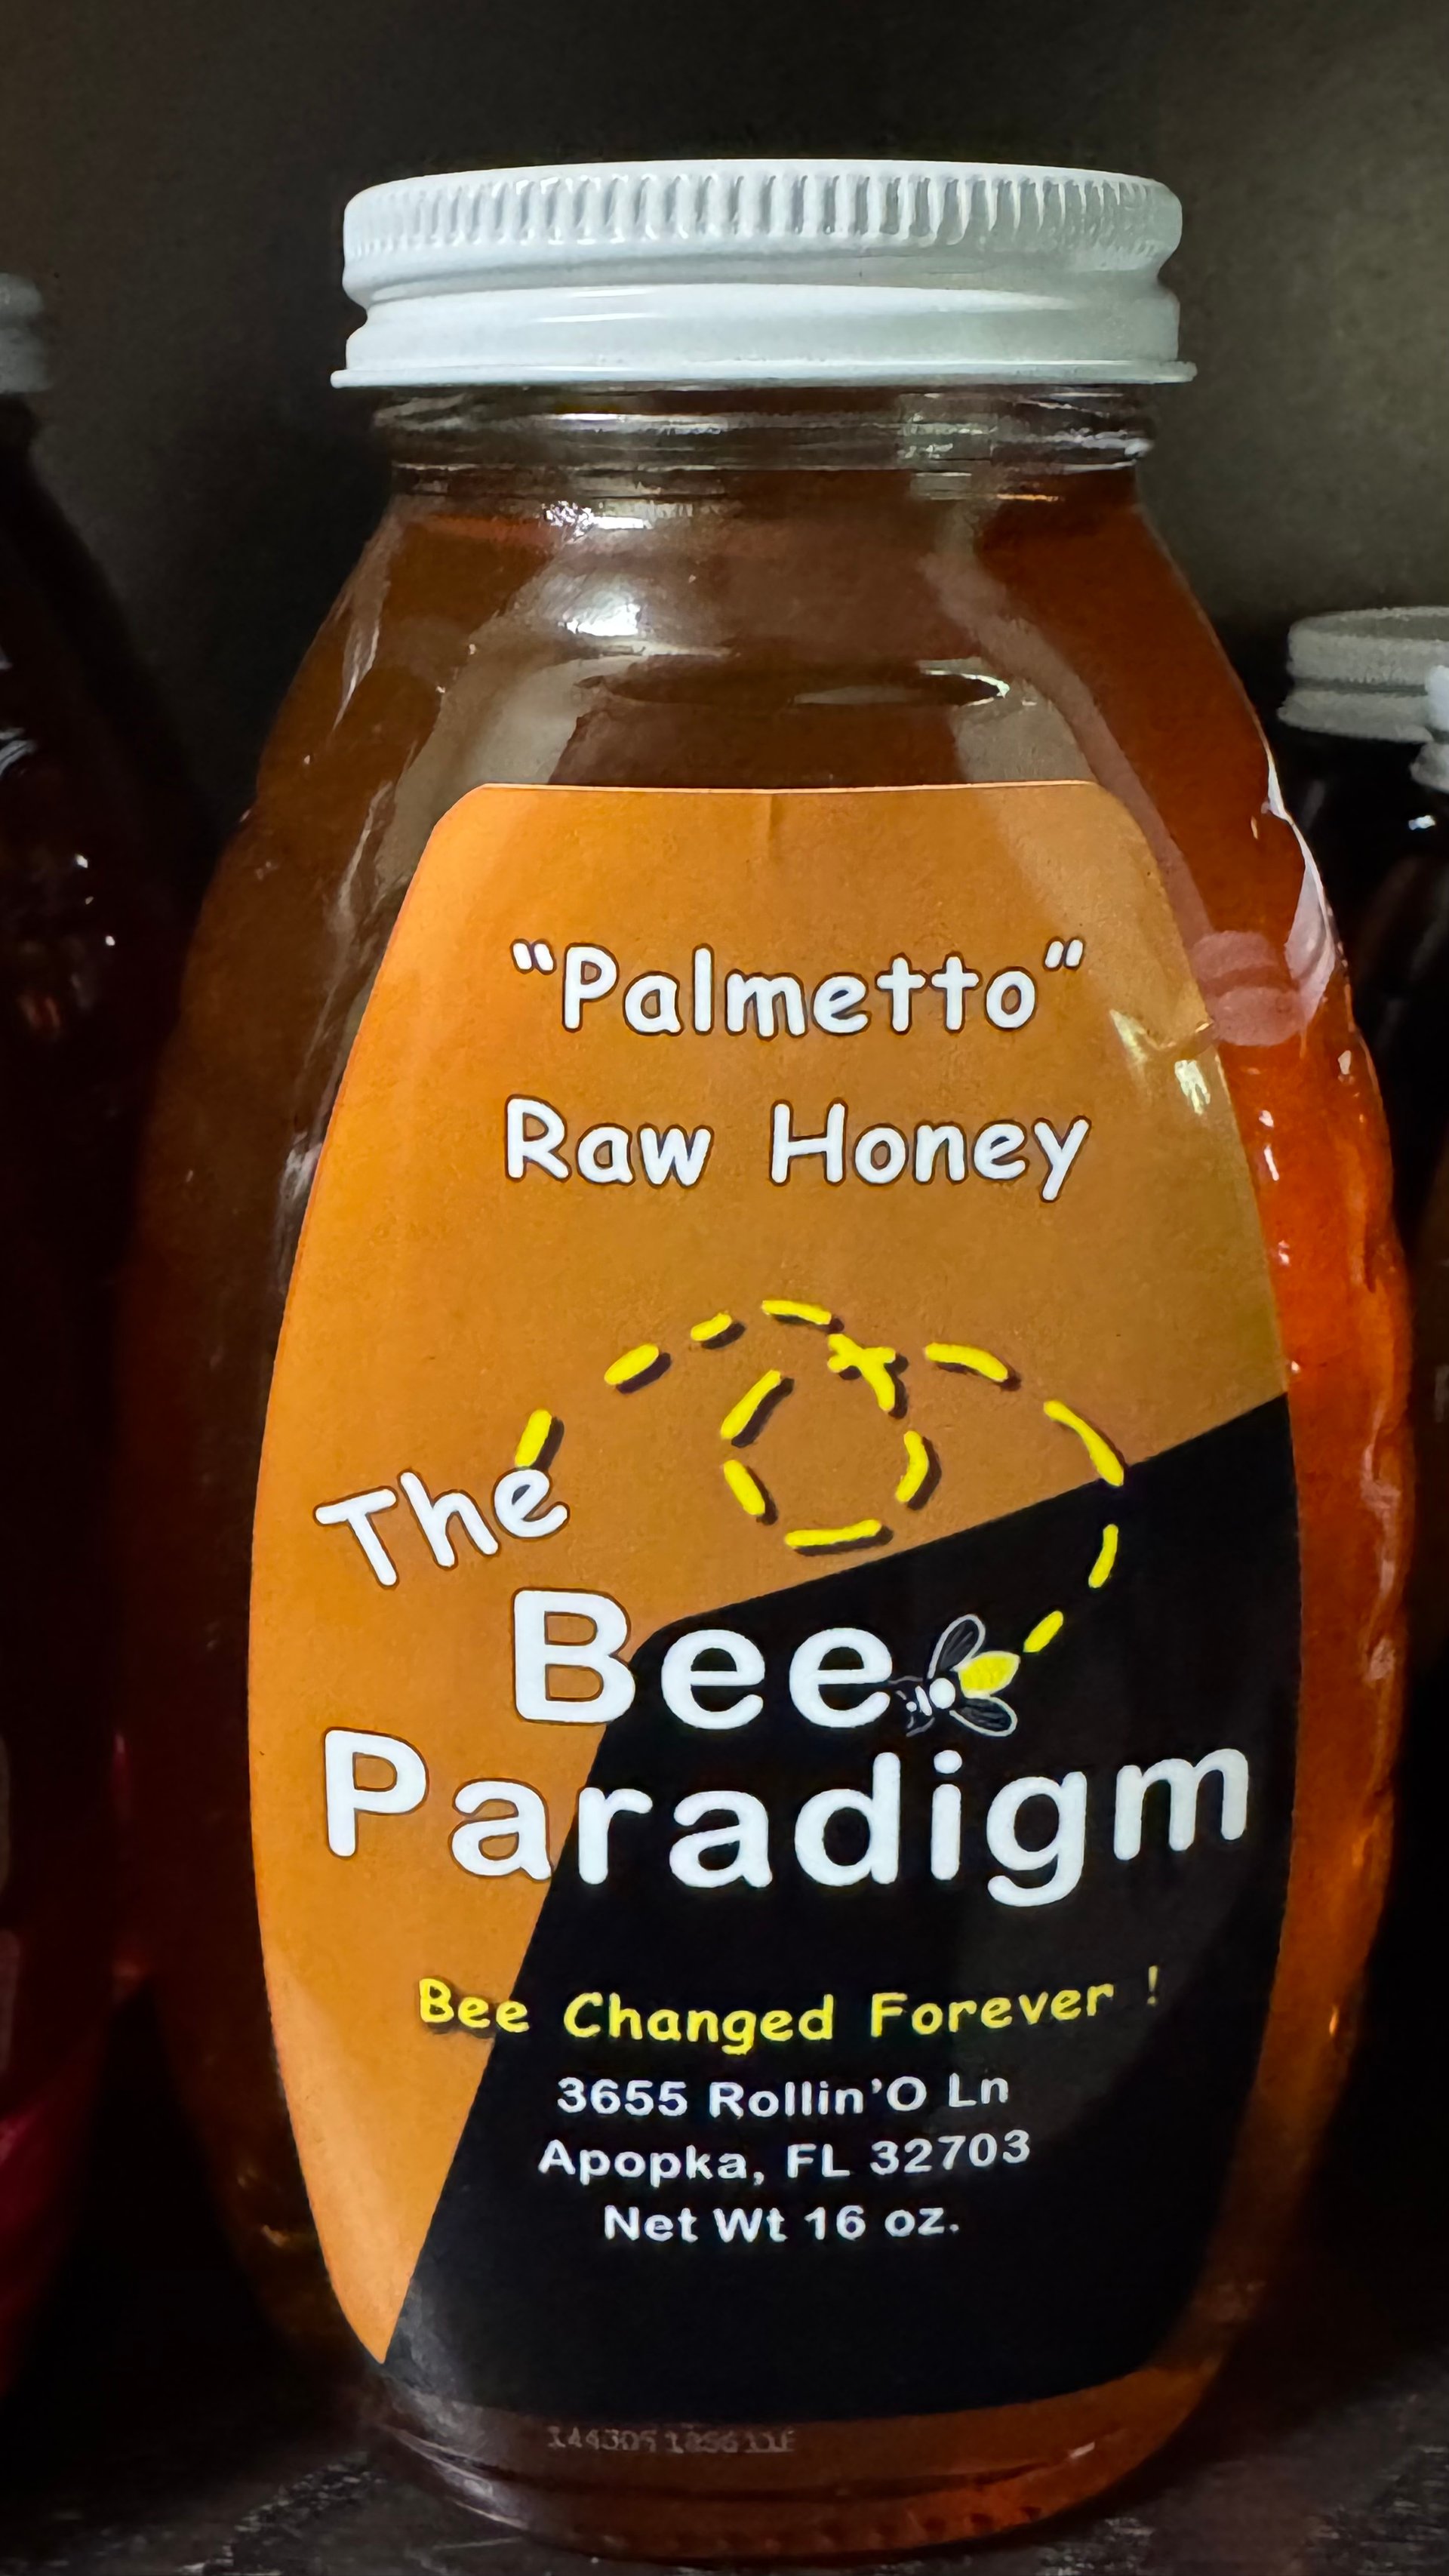 “Palmetto”
Raw Honey
The
Bee
Paradigm
Bee Changed Forever !
3655 Rollin’O Ln
Apopka, FL 32703
Net Wt 16 oz.